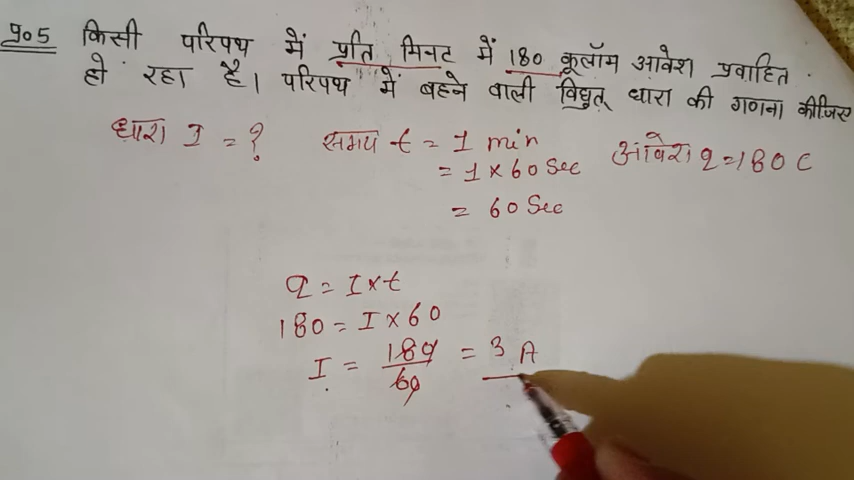 प्र०5 किसी परिपथ में प्रति मिनट में 180 कूलॉम आवेश प्रवाहित
हो रहा है। परिपथ में बहने वाली विद्युत् धारा की गणना कीजिए
धारा I = ? समय t = 1 min आवेश q = 180 C
= 1 × 60 Sec
= 60 Sec
q = I × t
180 = I × 60
I = 180/60 = 3 A